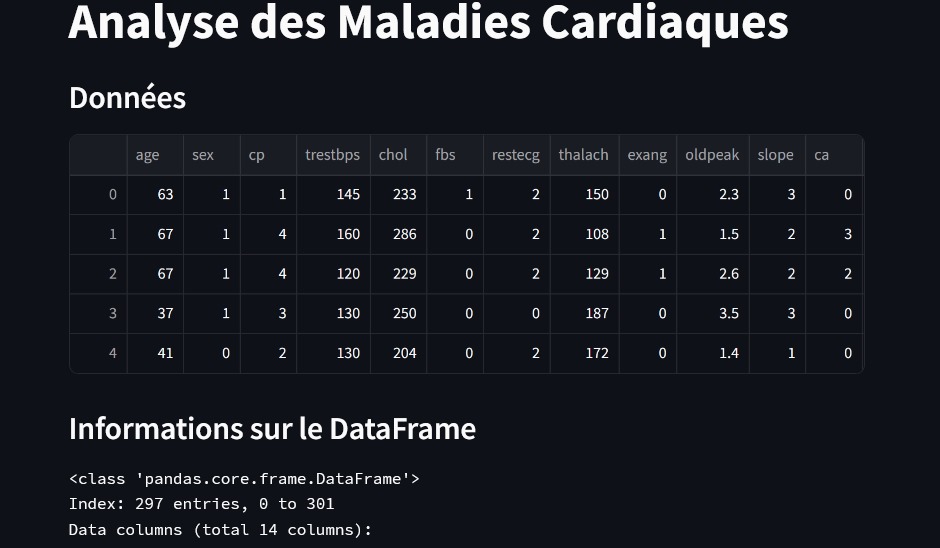 Analyse des Maladies Cardiaques
Données
age sex cp trestbps chol fbs restecg thalach exang oldpeak slope ca
0 63 1 1 145 233 1 2 150 0 2.3 3 0
1 67 1 4 160 286 0 2 108 1 1.5 2 3
2 67 1 4 120 229 0 2 129 1 2.6 2 2
3 37 1 3 130 250 0 0 187 0 3.5 3 0
4 41 0 2 130 204 0 2 172 0 1.4 1 0
Informations sur le DataFrame
<class 'pandas.core.frame.DataFrame'>
Index: 297 entries, 0 to 301
Data columns (total 14 columns):